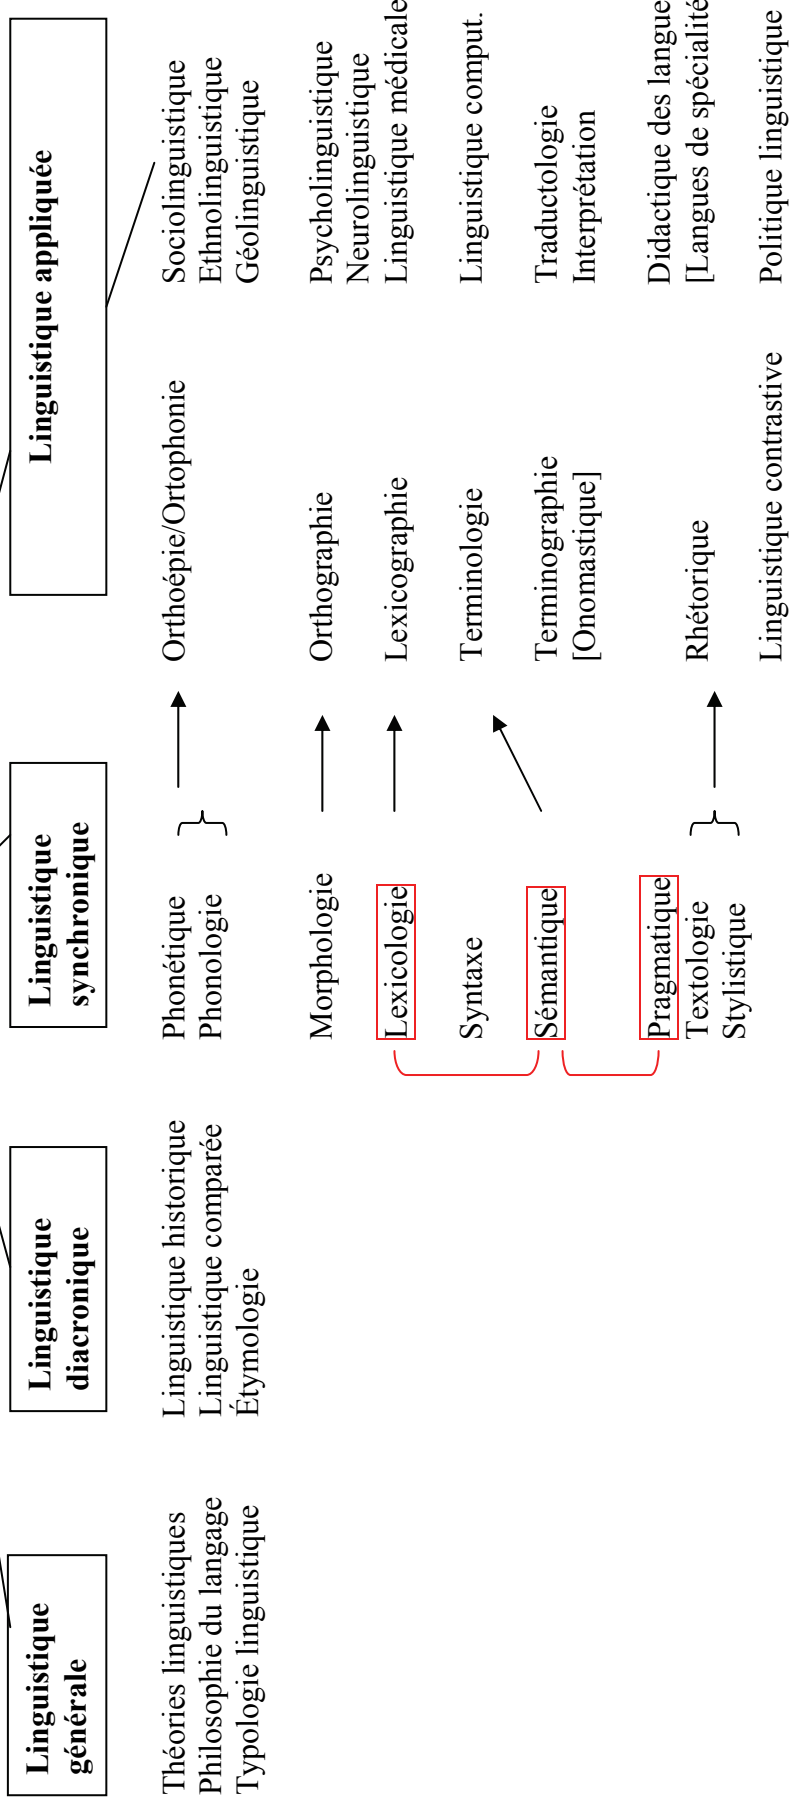 Linguistique
générale
Théories linguistiques
Philosophie du langage
Typologie linguistique
Linguistique
diacronique
Linguistique historique
Linguistique comparée
Étymologie
Linguistique
synchronique
Phonétique
Phonologie
Morphologie
Lexicologie
Syntaxe
Sémantique
Pragmatique
Textologie
Stylistique
Linguistique appliquée
Orthoépie/Ortophonie
Orthographie
Lexicographie
Terminologie
Terminographie
[Onomastique]
Rhétorique
Linguistique contrastive
Sociolinguistique
Ethnolinguistique
Géolinguistique
Psycholinguistique
Neurolinguistique
Linguistique médicale
Linguistique comput.
Traductologie
Interprétation
Didactique des langue
[Langues de spécialité
Politique linguistique